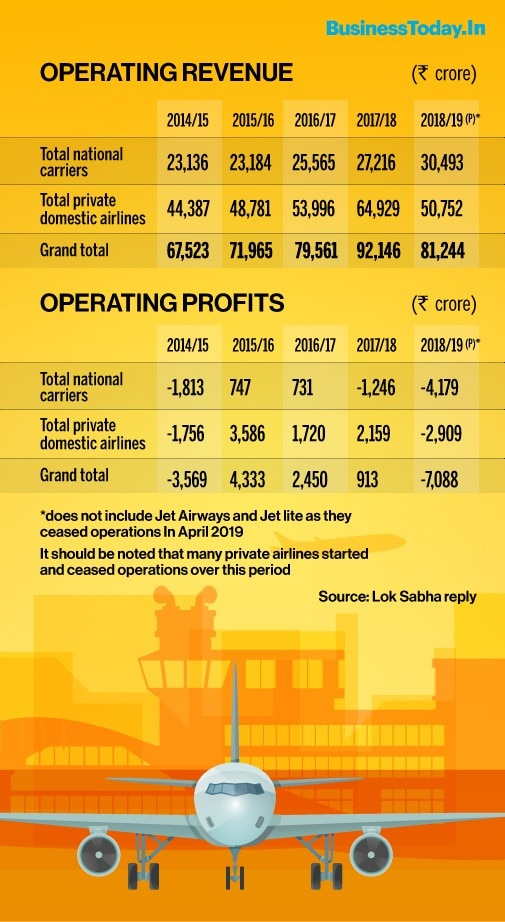 BusinessToday.In
OPERATING REVENUE (₹ crore)
2014/15 2015/16 2016/17 2017/18 2018/19 (P)*
Total national
carriers 23,136 23,184 25,565 27,216 30,493
Total private
domestic airlines 44,387 48,781 53,996 64,929 50,752
Grand total 67,523 71,965 79,561 92,146 81,244
OPERATING PROFITS (₹ crore)
2014/15 2015/16 2016/17 2017/18 2018/19 (P)*
Total national
carriers -1,813 747 731 -1,246 -4,179
Total private
domestic airlines -1,756 3,586 1,720 2,159 -2,909
Grand total -3,569 4,333 2,450 913 -7,088
*does not include Jet Airways and Jet lite as they
ceased operations In April 2019
It should be noted that many private airlines started
and ceased operations over this period
Source: Lok Sabha reply